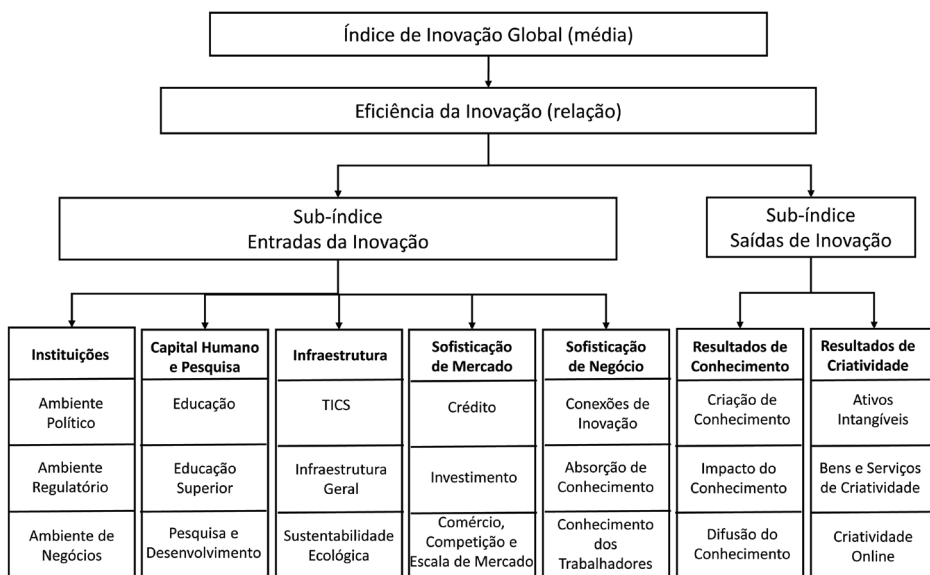 Índice de Inovação Global (média)
Eficiência da Inovação (relação)
Sub-índice
Entradas da Inovação
Sub-índice
Saídas de Inovação
Instituições
Capital Humano
e Pesquisa
Infraestrutura
Sofisticação
de Mercado
Sofisticação
de Negócio
Resultados de
Conhecimento
Resultados de
Criatividade
Ambiente
Político
Educação
TICS
Crédito
Conexões de
Inovação
Criação de
Conhecimento
Ativos
Intangíveis
Ambiente
Regulatório
Educação
Superior
Infraestrutura
Geral
Investimento
Absorção de
Conhecimento
Impacto do
Conhecimento
Bens e Serviços
de Criatividade
Ambiente de
Negócios
Pesquisa e
Desenvolvimento
Sustentabilidade
Ecológica
Comércio,
Competição e
Escala de Mercado
Conhecimento
dos
Trabalhadores
Difusão do
Conhecimento
Criatividade
Online